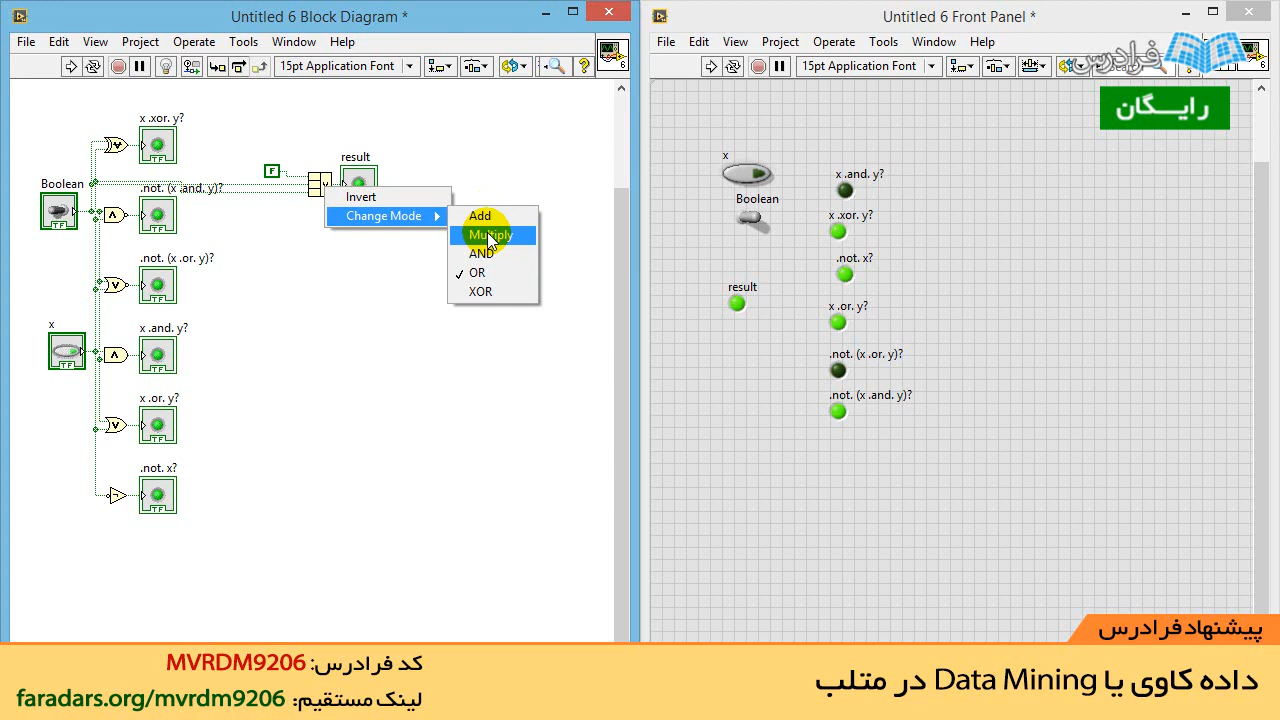 Untitled 6 Block Diagram *
File Edit View Project Operate Tools Window Help
15pt Application Font
6
x .xor. y?
Boolean
TF
.not. (x .and. y)?
.not. (x .or. y)?
x
x .and. y?
x .or. y?
.not. x?
F
result
Invert
Change Mode
Add
Multiply
AND
OR
XOR
Untitled 6 Front Panel *
File Edit View Project Operate Tools Window Help
15pt Application Font
فرادرس
رایگان
x
Boolean
result
x .and. y?
x .xor. y?
.not. x?
x .or. y?
.not. (x .or. y)?
.not. (x .and. y)?
پیشنهاد فرادرس
داده کاوی یا Data Mining در متلب
کد فرادرس: MVRDM9206
لینک مستقیم: faradars.org/mvrdm9206